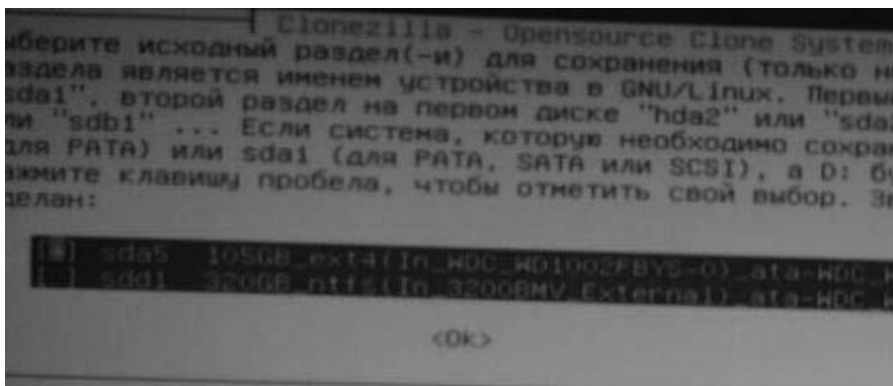 Clonezilla - Opensource Clone System
ыберите исходный раздел(-и) для сохранения (только н
аздела является именем устройства в GNU/Linux. Первы
sda1", второй раздел на первом диске "hda2" или "sda
ли "sdb1" ... Если система, которую необходимо сохра
для PATA) или sda1 (для PATA, SATA или SCSI), а D: б
ажмите клавишу пробела, чтобы отметить свой выбор. Зв
делан:
[*] sda5 105GB_ext4(In_WDC_WD1002FBYS-0)_ata-WDC_
[ ] sdd1 320GB_ntfs(In_3200BMV_External)_ata-WDC_
<Ok>